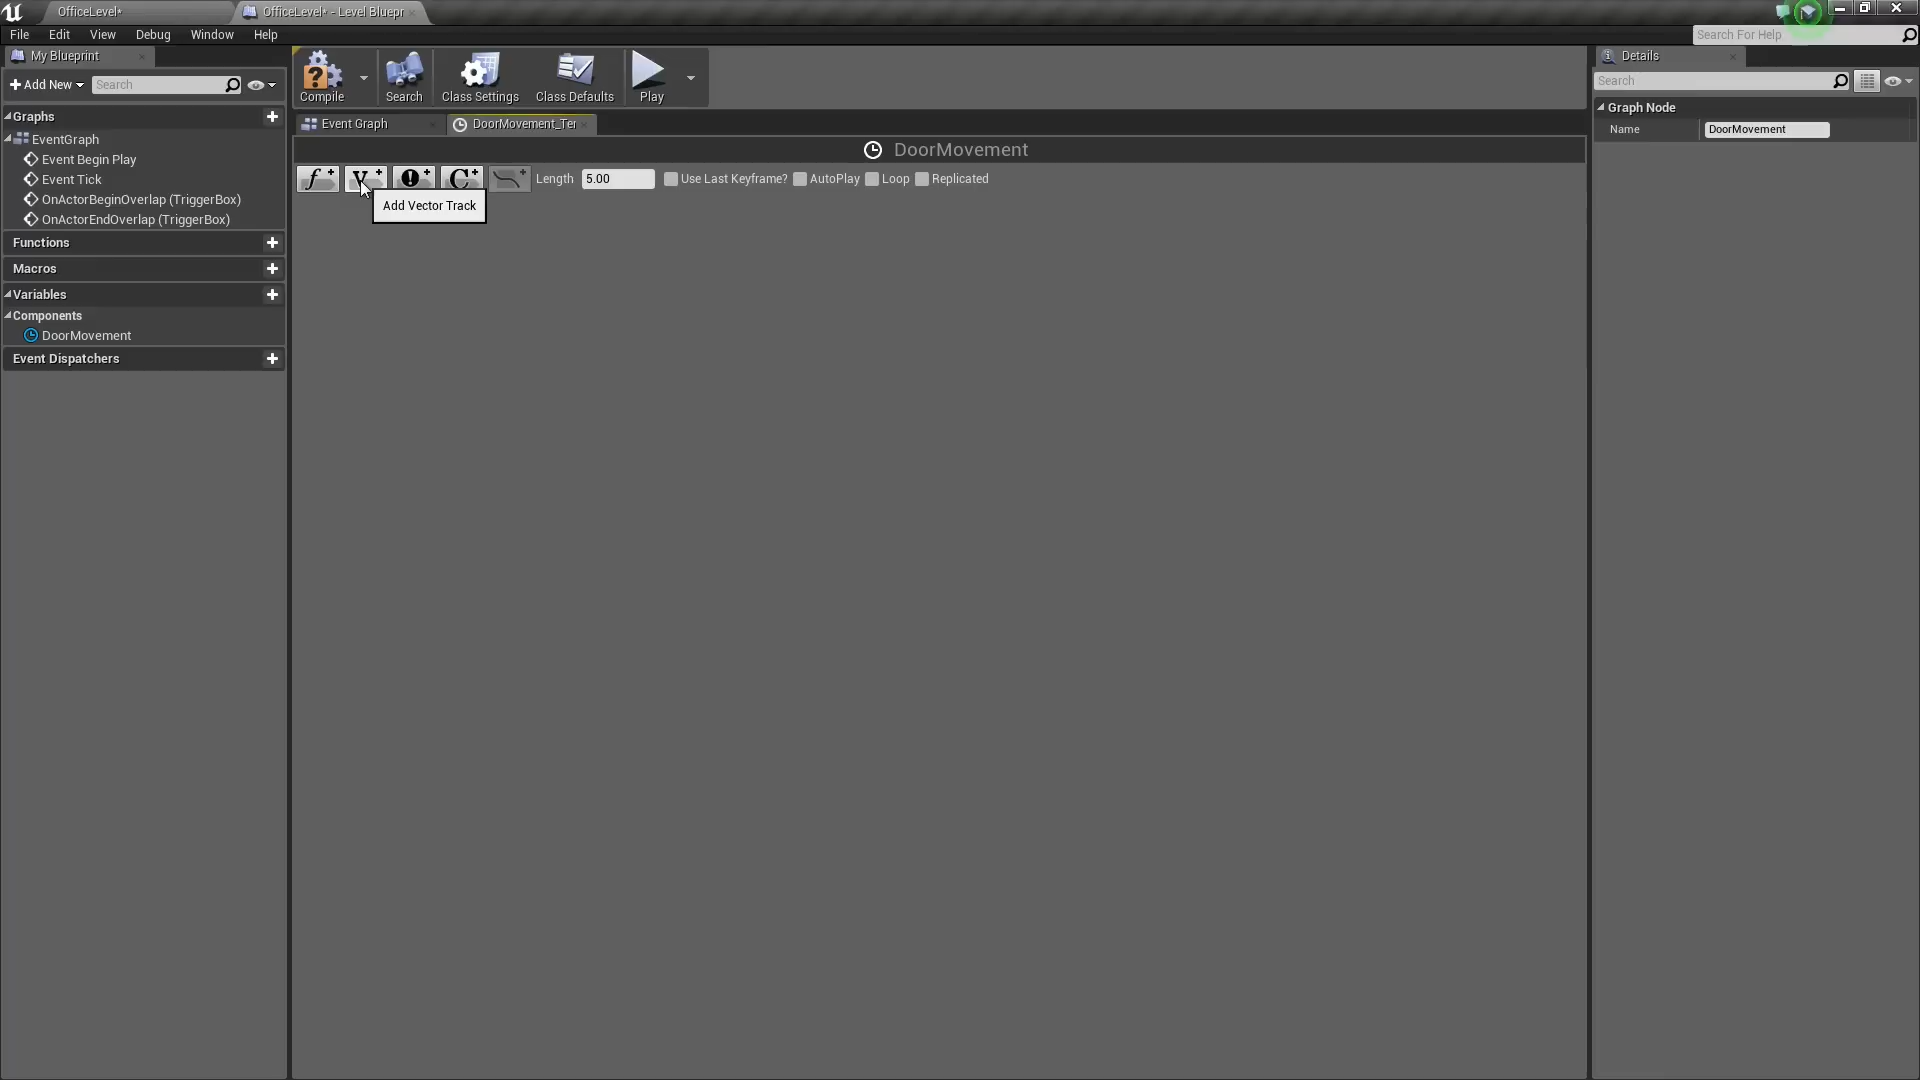 OfficeLevel*
OfficeLevel* - Level Bluepr
File Edit View Debug Window Help
Search For Help
My Blueprint
Add New
Search
Graphs
EventGraph
Event Begin Play
Event Tick
OnActorBeginOverlap (TriggerBox)
OnActorEndOverlap (TriggerBox)
Functions
Macros
Variables
Components
DoorMovement
Event Dispatchers
Compile
Search
Class Settings
Class Defaults
Play
Event Graph
DoorMovement_Ter
DoorMovement
Length 5.00 Use Last Keyframe? AutoPlay Loop Replicated
Add Vector Track
Details
Search
Graph Node
Name DoorMovement